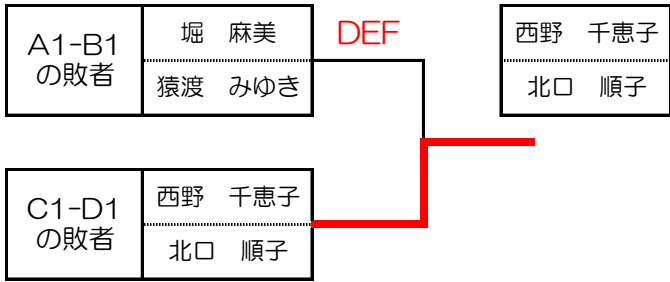 A1-B1
の敗者
堀　麻美
猿渡　みゆき
DEF
西野　千恵子
北口　順子
C1-D1
の敗者
西野　千恵子
北口　順子